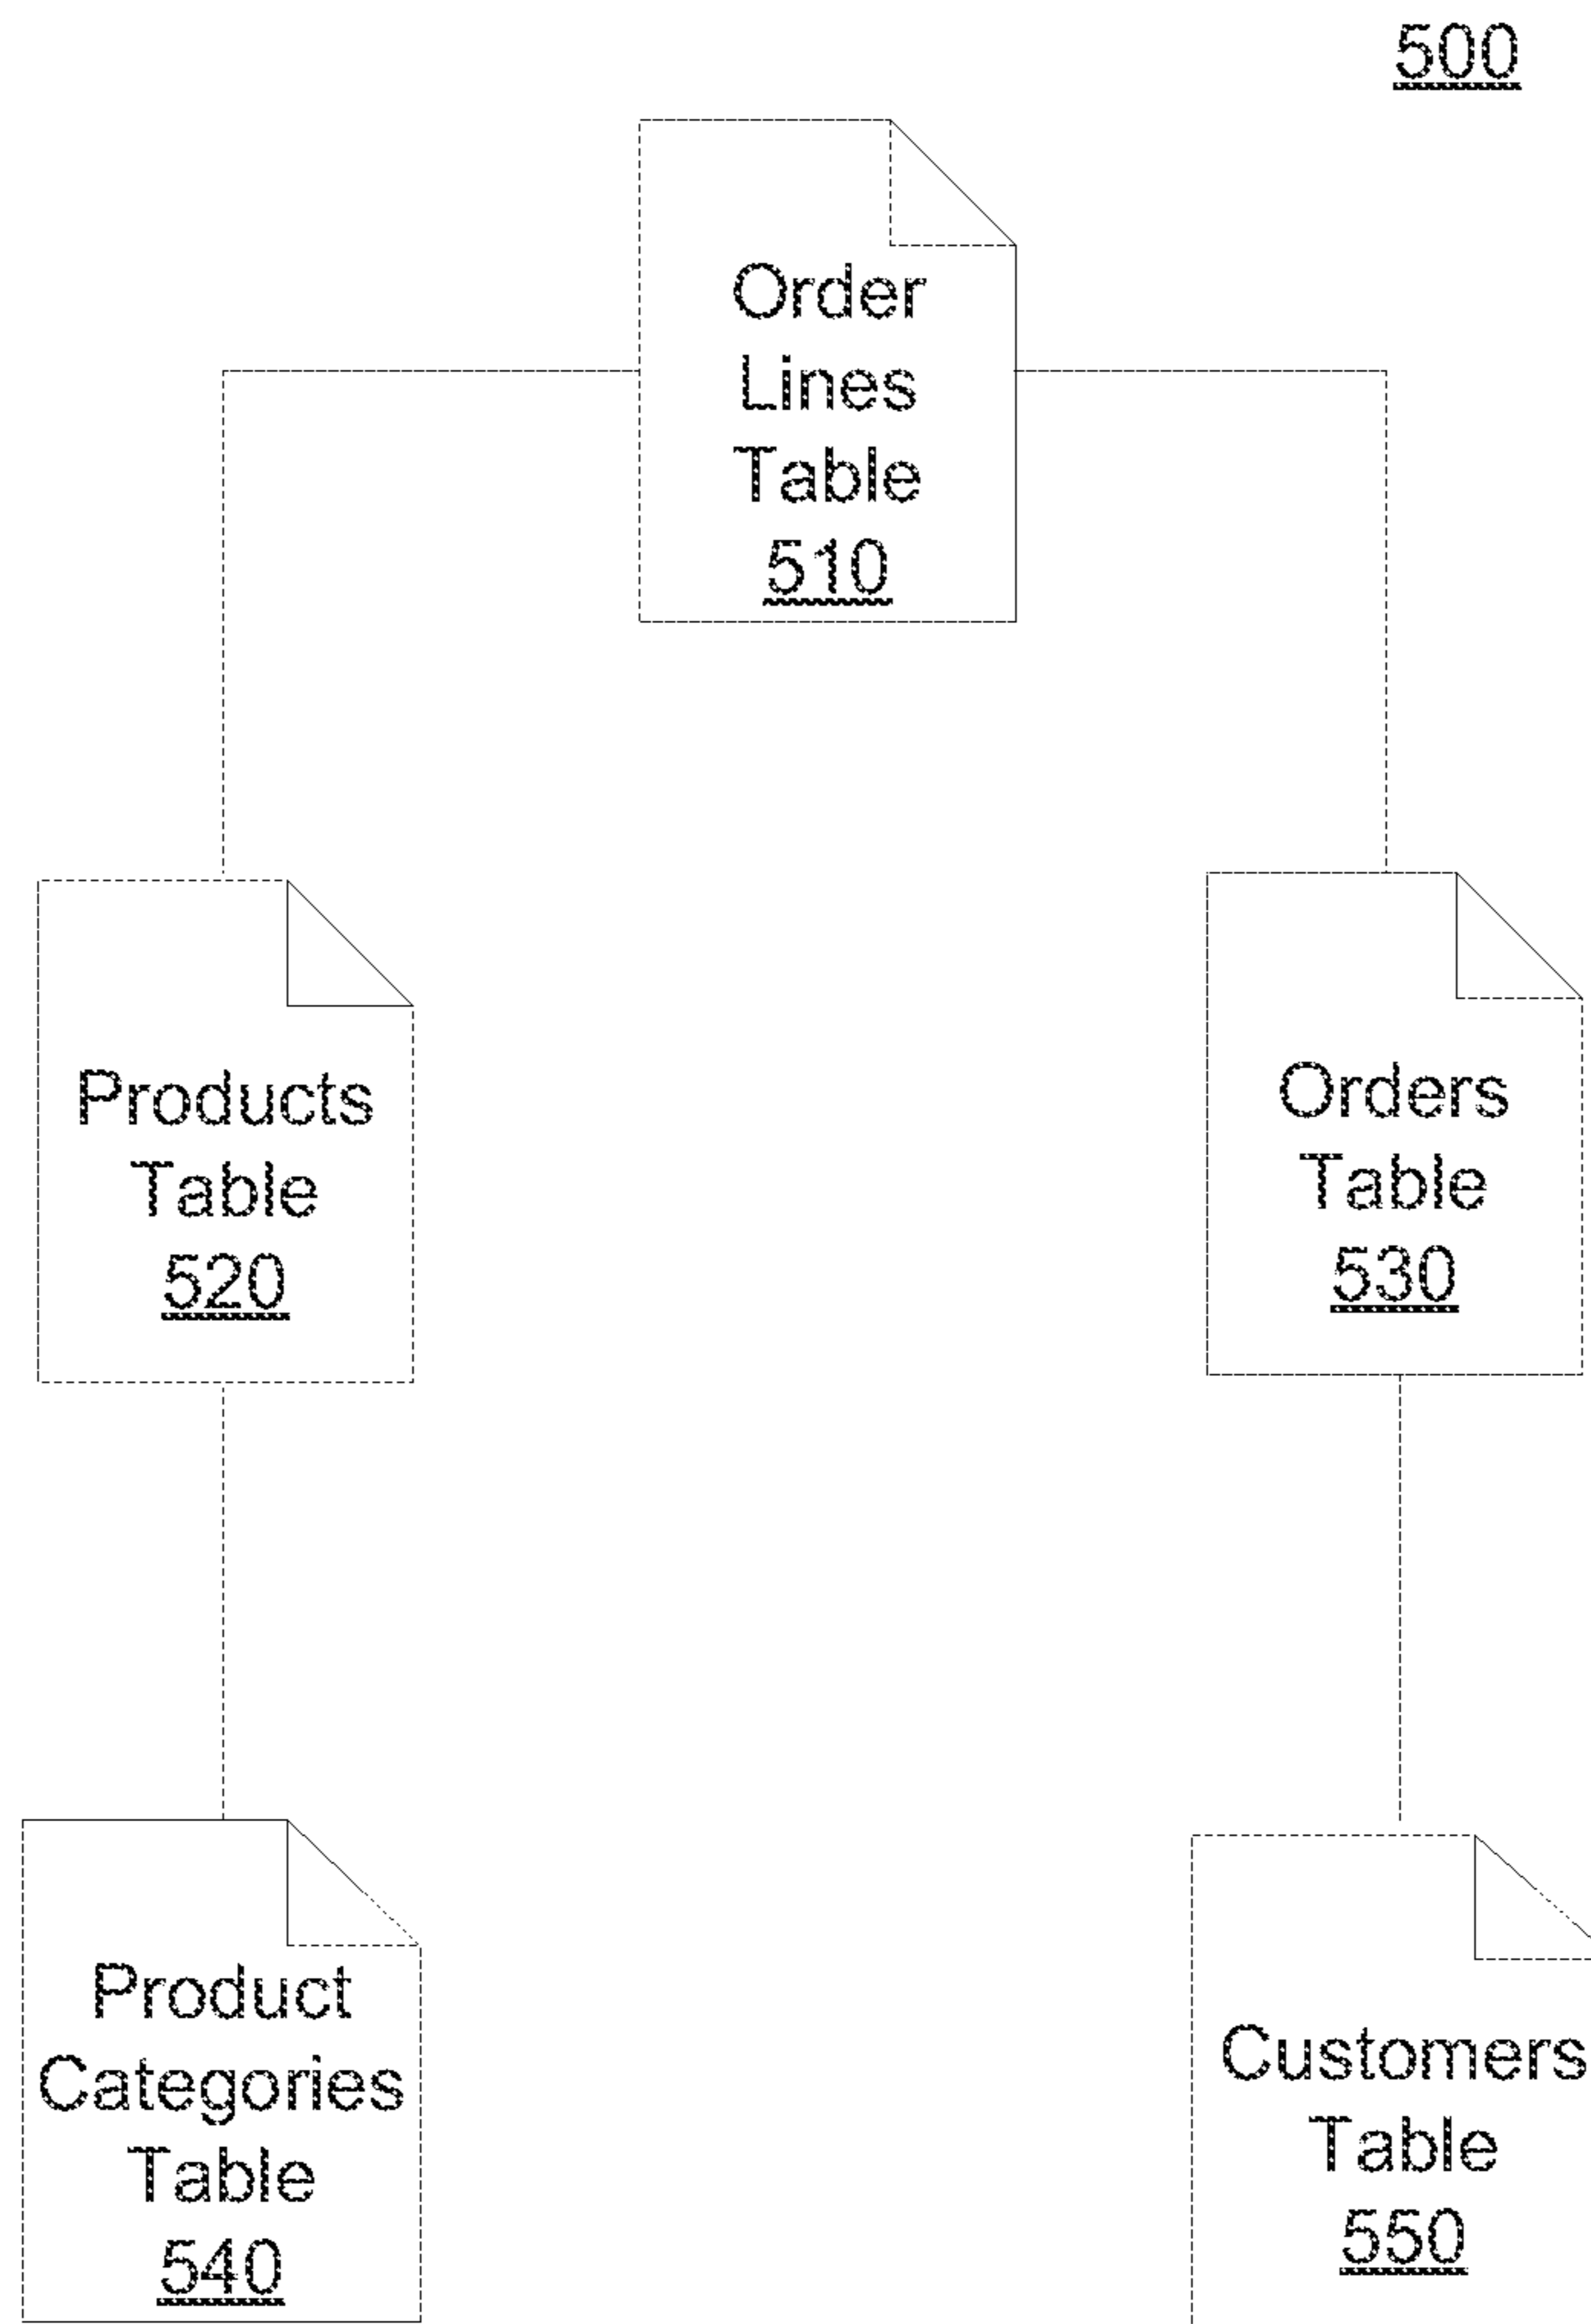 500
Order
Lines
Table
510
Products
Table
520
Orders
Table
530
Product
Categories
Table
540
Customers
Table
550